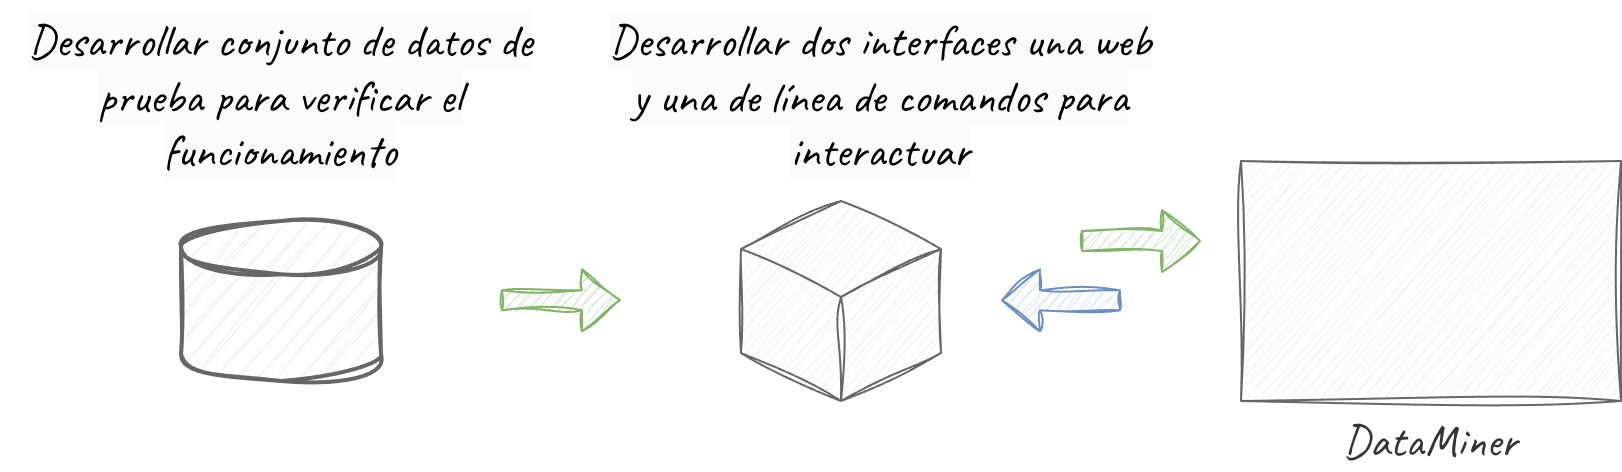 Desarrollar conjunto de datos de
prueba para verificar el
funcionamiento
Desarrollar dos interfaces una web
y una de línea de comandos para
interactuar
DataMiner